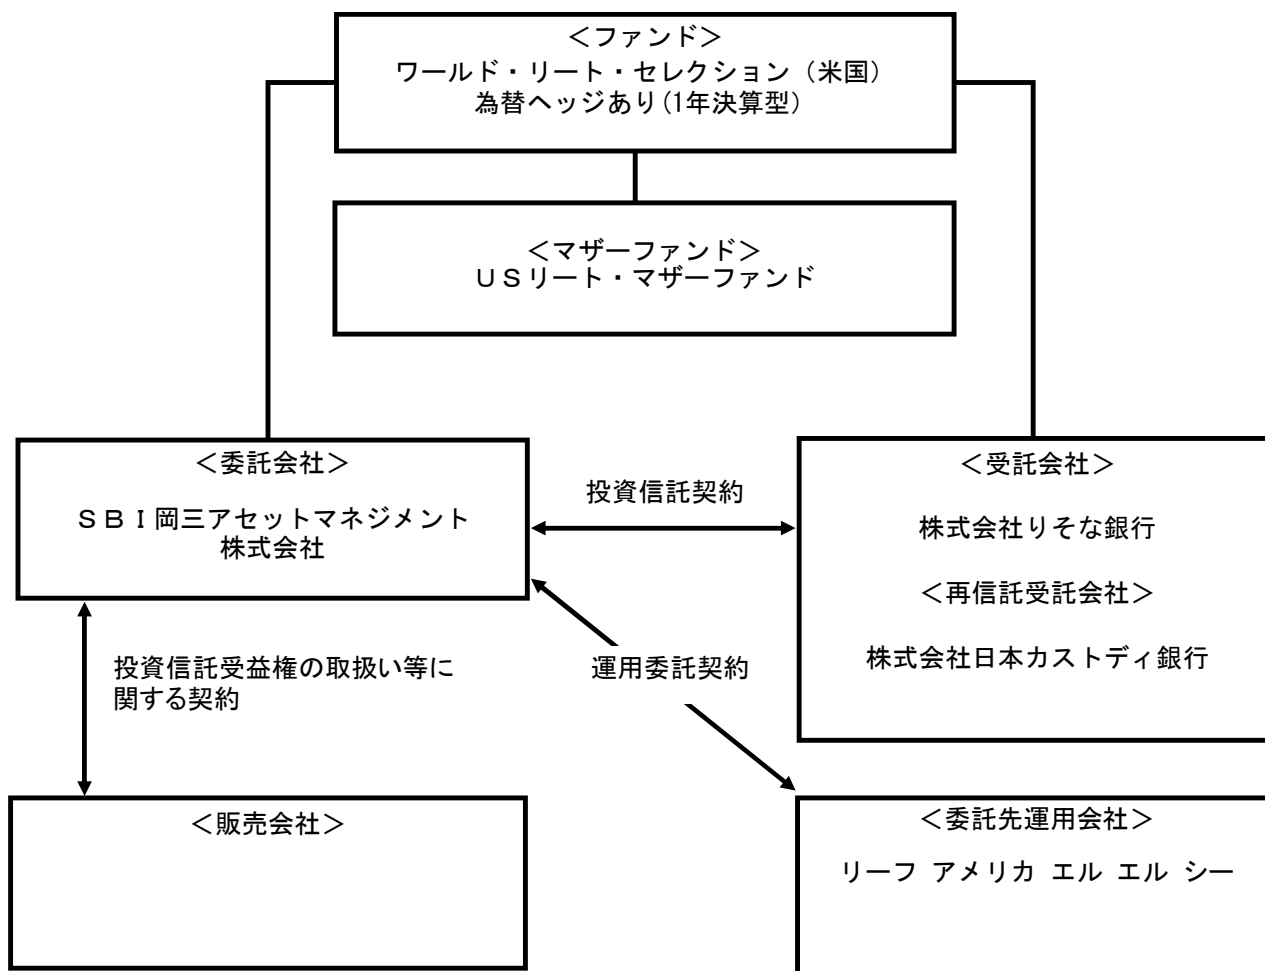 ＜ファンド＞
ワールド・リート・セレクション（米国）
為替ヘッジあり(1年決算型)
＜マザーファンド＞
ＵＳリート・マザーファンド
＜委託会社＞
ＳＢＩ岡三アセットマネジメント
株式会社
投資信託契約
＜受託会社＞
株式会社りそな銀行
＜再信託受託会社＞
株式会社日本カストディ銀行
投資信託受益権の取扱い等に
関する契約
運用委託契約
＜販売会社＞
＜委託先運用会社＞
リーフ アメリカ エル エル シー